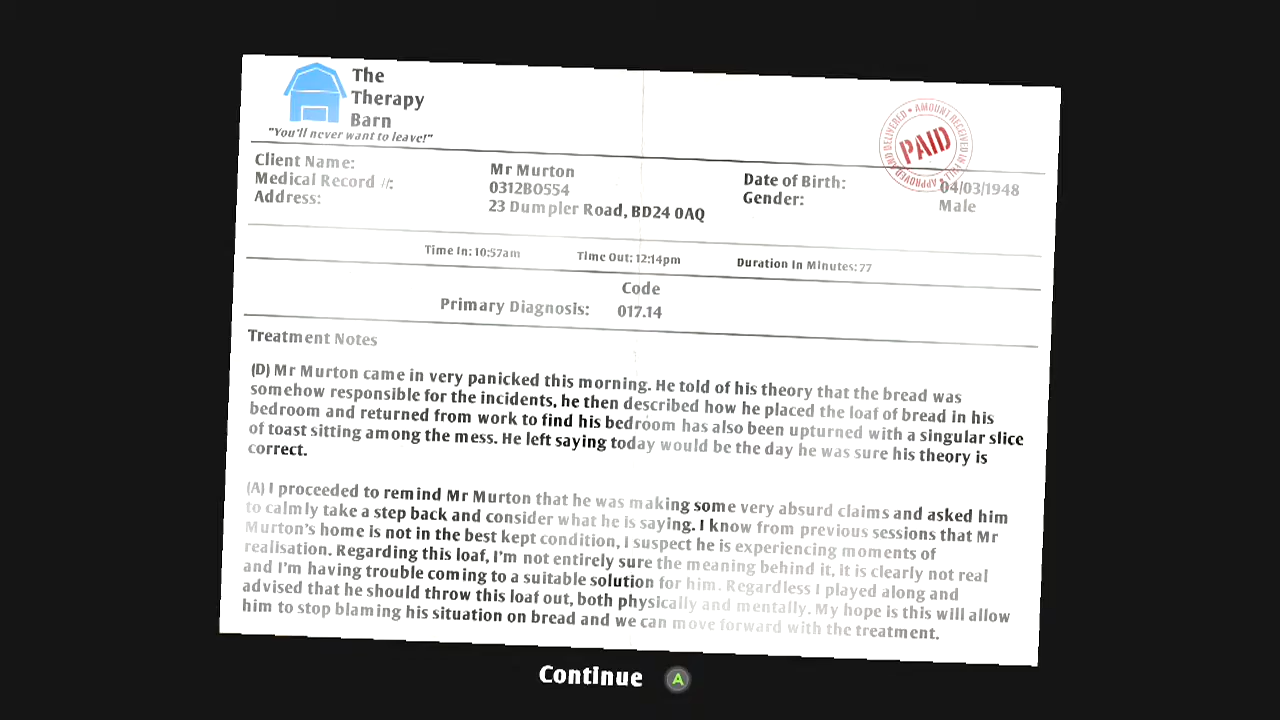 The
Therapy
Barn
"You'll never want to leave!"
AMOUNT RECEIVED IN FULL • APPROVED AND DELIVERED •
PAID
Client Name: Mr Murton Date of Birth: 04/03/1948
Medical Record #: 0312BO554 Gender: Male
Address: 23 Dumpler Road, BD24 0AQ
Time In: 10:57am Time Out: 12:14pm Duration In Minutes: 77
Code
Primary Diagnosis: 017.14
Treatment Notes
(D) Mr Murton came in very panicked this morning. He told of his theory that the bread was
somehow responsible for the incidents, he then described how he placed the loaf of bread in his
bedroom and returned from work to find his bedroom has also been upturned with a singular slice
of toast sitting among the mess. He left saying today would be the day he was sure his theory is
correct.
(A) I proceeded to remind Mr Murton that he was making some very absurd claims and asked him
to calmly take a step back and consider what he is saying. I know from previous sessions that Mr
Murton's home is not in the best kept condition, I suspect he is experiencing moments of
realisation. Regarding this loaf, I'm not entirely sure the meaning behind it, it is clearly not real
and I'm having trouble coming to a suitable solution for him. Regardless I played along and
advised that he should throw this loaf out, both physically and mentally. My hope is this will allow
him to stop blaming his situation on bread and we can move forward with the treatment.
Continue A